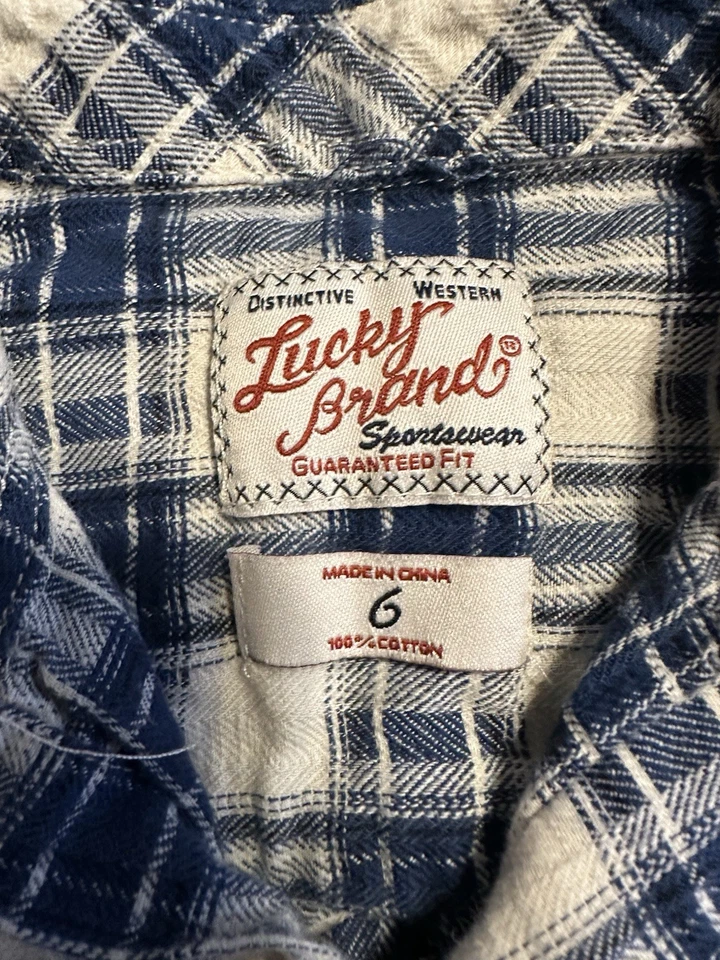 DISTINCTIVE WESTERN
Lucky
Brand®
Sportswear
GUARANTEED FIT
MADE IN CHINA
6
100% COTTON